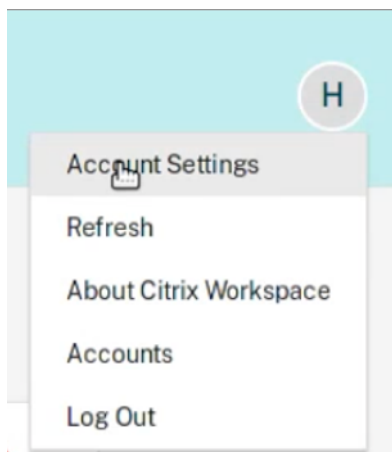 H
Account Settings
Refresh
About Citrix Workspace
Accounts
Log Out